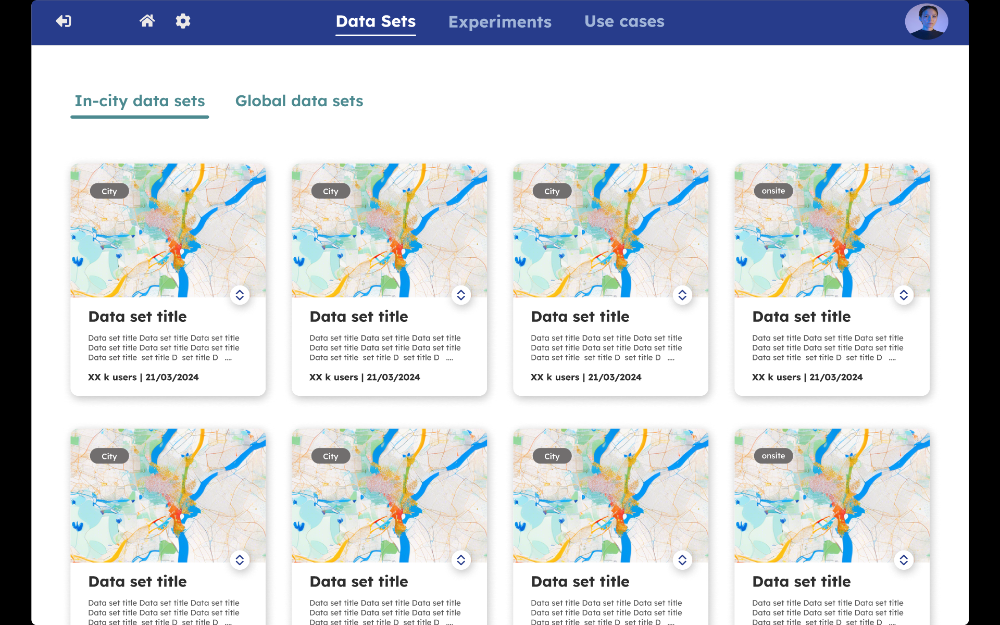 Data Sets
Experiments
Use cases
In-city data sets
Global data sets
City
City
City
onsite
Data set title
Data set title Data set title Data set title
Data set title Data set title Data set title
Data set title  set title D  set title D  ....
XX k users | 21/03/2024
Data set title
Data set title Data set title Data set title
Data set title Data set title Data set title
Data set title  set title D  set title D  ....
XX k users | 21/03/2024
Data set title
Data set title Data set title Data set title
Data set title Data set title Data set title
Data set title  set title D  set title D  ....
XX k users | 21/03/2024
Data set title
Data set title Data set title Data set title
Data set title Data set title Data set title
Data set title  set title D  set title D  ....
XX k users | 21/03/2024
City
City
City
onsite
Data set title
Data set title Data set title Data set title
Data set title Data set title Data set title
Data set title  set title D  set title D  ....
Data set title
Data set title Data set title Data set title
Data set title Data set title Data set title
Data set title  set title D  set title D  ....
Data set title
Data set title Data set title Data set title
Data set title Data set title Data set title
Data set title  set title D  set title D  ....
Data set title
Data set title Data set title Data set title
Data set title Data set title Data set title
Data set title  set title D  set title D  ....